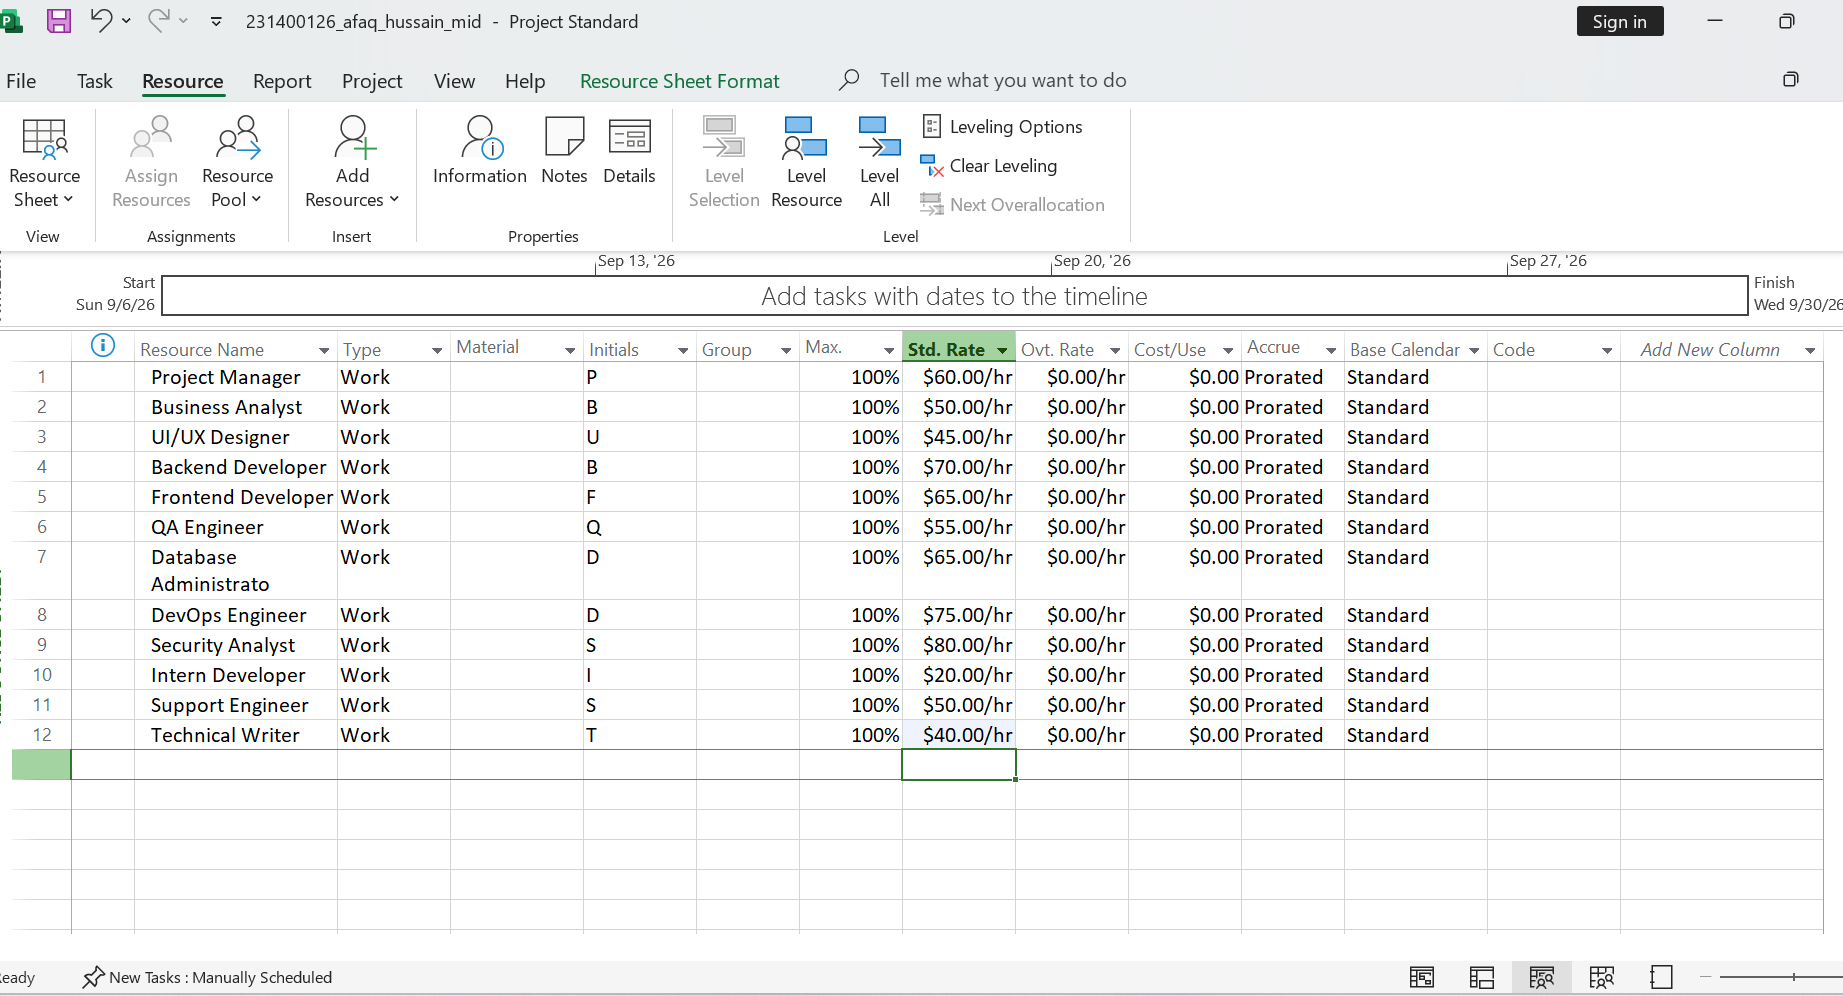 231400126_afaq_hussain_mid - Project Standard
Sign in
File Task Resource Report Project View Help Resource Sheet Format Tell me what you want to do
Resource Sheet
Assign Resources
Resource Pool
Add Resources
Information
Notes
Details
Level Selection
Level Resource
Level All
Leveling Options
Clear Leveling
Next Overallocation
View Assignments Insert Properties Level
Sep 13, '26 Sep 20, '26 Sep 27, '26
Start
Sun 9/6/26
Add tasks with dates to the timeline
Finish
Wed 9/30/26
Resource Name Type Material Initials Group Max. Std. Rate Ovt. Rate Cost/Use Accrue Base Calendar Code Add New Column
1 Project Manager Work P 100% $60.00/hr $0.00/hr $0.00 Prorated Standard
2 Business Analyst Work B 100% $50.00/hr $0.00/hr $0.00 Prorated Standard
3 UI/UX Designer Work U 100% $45.00/hr $0.00/hr $0.00 Prorated Standard
4 Backend Developer Work B 100% $70.00/hr $0.00/hr $0.00 Prorated Standard
5 Frontend Developer Work F 100% $65.00/hr $0.00/hr $0.00 Prorated Standard
6 QA Engineer Work Q 100% $55.00/hr $0.00/hr $0.00 Prorated Standard
7 Database Administrato Work D 100% $65.00/hr $0.00/hr $0.00 Prorated Standard
8 DevOps Engineer Work D 100% $75.00/hr $0.00/hr $0.00 Prorated Standard
9 Security Analyst Work S 100% $80.00/hr $0.00/hr $0.00 Prorated Standard
10 Intern Developer Work I 100% $20.00/hr $0.00/hr $0.00 Prorated Standard
11 Support Engineer Work S 100% $50.00/hr $0.00/hr $0.00 Prorated Standard
12 Technical Writer Work T 100% $40.00/hr $0.00/hr $0.00 Prorated Standard
eady New Tasks : Manually Scheduled